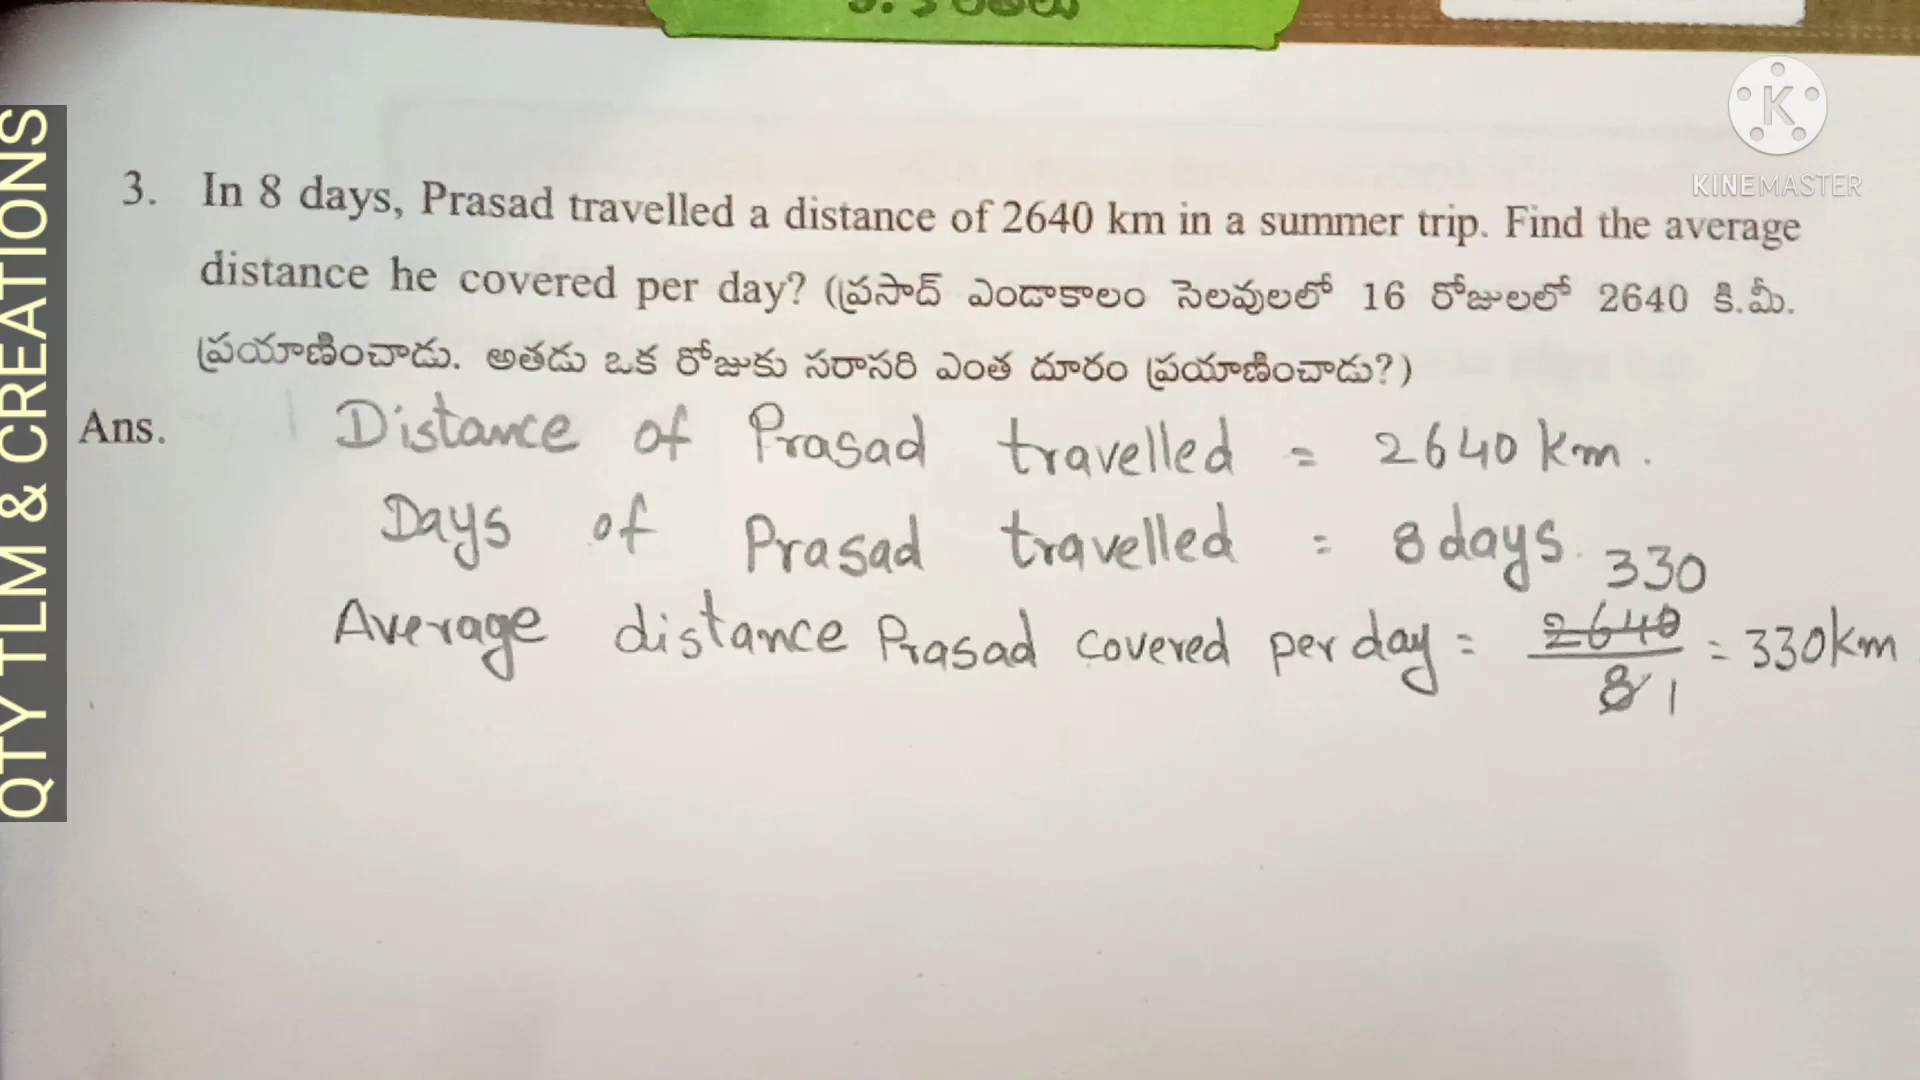 3. In 8 days, Prasad travelled a distance of 2640 km in a summer trip. Find the average
distance he covered per day? (ప్రసాద్ ఎండాకాలం సెలవులలో 16 రోజులలో 2640 కి.మీ.
ప్రయాణించాడు. అతడు ఒక రోజుకు సరాసరి ఎంత దూరం ప్రయాణించాడు?)
Ans. Distance of Prasad travelled = 2640 km.
Days of Prasad travelled = 8 days.
330
Average distance Prasad covered per day = 2640/8 = 330km
1
KINEMASTER
QTY TLM & CREATIONS